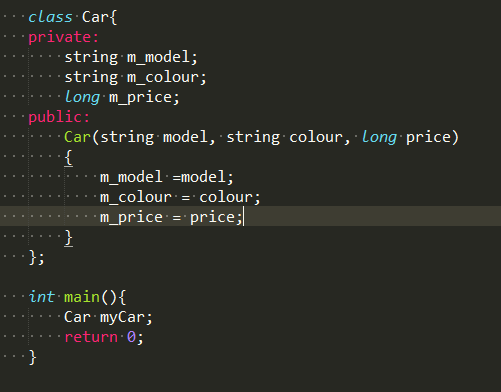 class Car{
private:
string m_model;
string m_colour;
long m_price;
public:
Car(string model, string colour, long price)
{
m_model =model;
m_colour = colour;
m_price = price;
}
};
int main(){
Car myCar;
return 0;
}